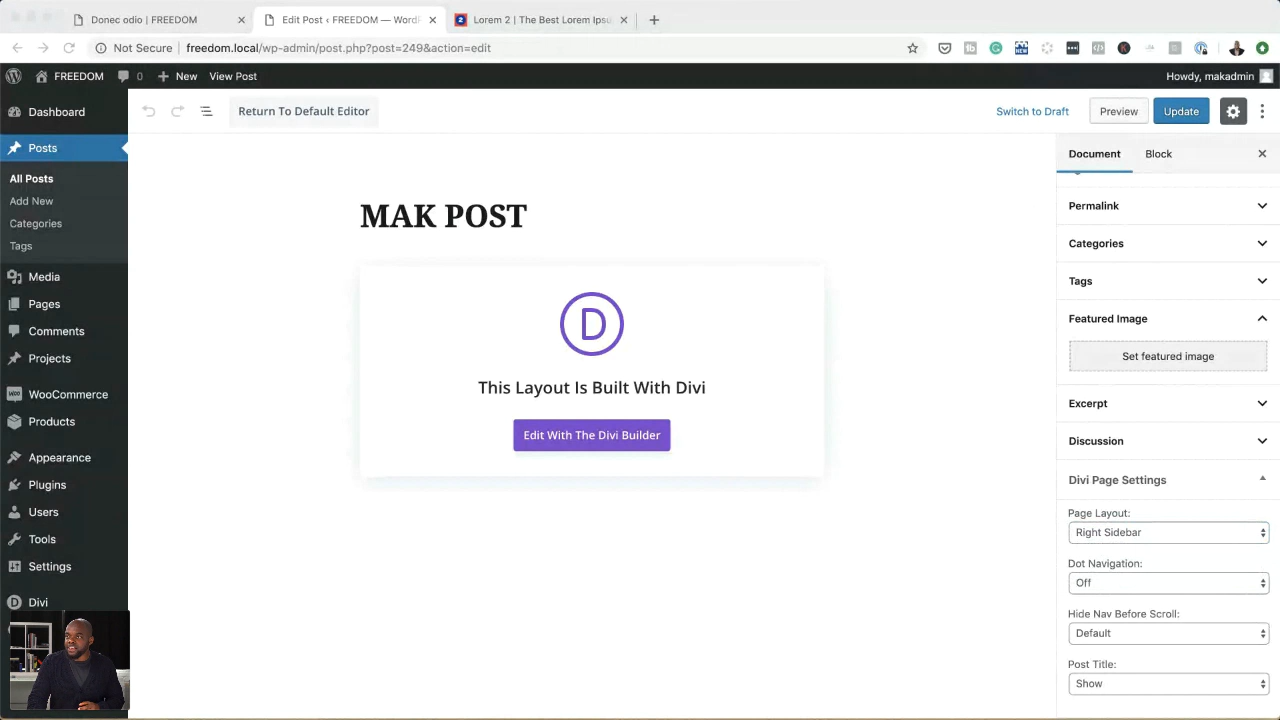 Donec odio | FREEDOM
Edit Post ‹ FREEDOM — WordP
Lorem 2 | The Best Lorem Ipsu
Not Secure
freedom.local/wp-admin/post.php?post=249&action=edit
FREEDOM
0
New
View Post
Howdy, makadmin
Dashboard
Posts
All Posts
Add New
Categories
Tags
Media
Pages
Comments
Projects
WooCommerce
Products
Appearance
Plugins
Users
Tools
Settings
Divi
Return To Default Editor
Switch to Draft
Preview
Update
MAK POST
D
This Layout Is Built With Divi
Edit With The Divi Builder
Document
Block
Permalink
Categories
Tags
Featured Image
Set featured image
Excerpt
Discussion
Divi Page Settings
Page Layout:
Right Sidebar
Dot Navigation:
Off
Hide Nav Before Scroll:
Default
Post Title:
Show